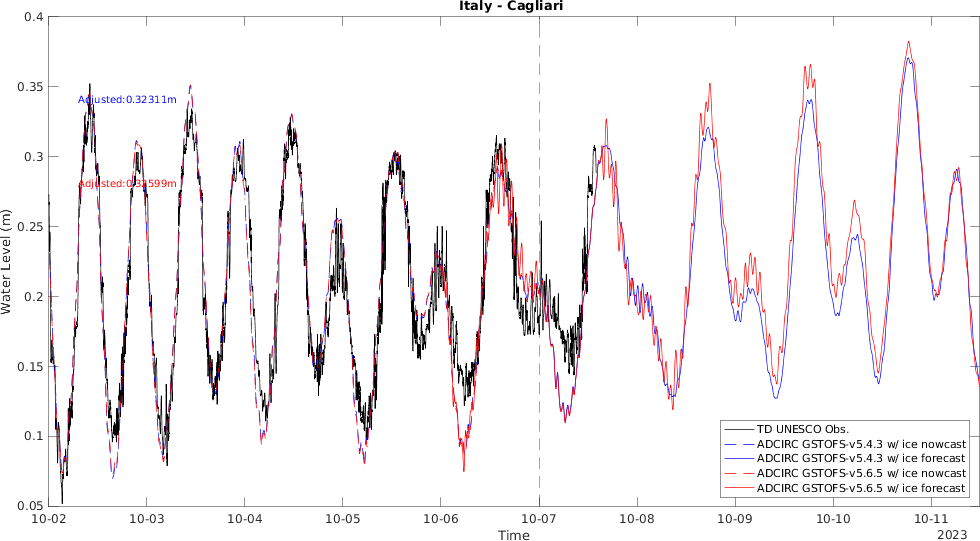 Italy - Cagliari
0.4
0.35
0.3
0.25
0.2
0.15
0.1
0.05
Water Level (m)
Adjusted:0.32311m
Adjusted:0.32599m
TD UNESCO Obs.
ADCIRC GSTOFS-v5.4.3 w/ ice nowcast
ADCIRC GSTOFS-v5.4.3 w/ ice forecast
ADCIRC GSTOFS-v5.6.5 w/ ice nowcast
ADCIRC GSTOFS-v5.6.5 w/ ice forecast
10-02 10-03 10-04 10-05 10-06 10-07 10-08 10-09 10-10 10-11
Time
2023